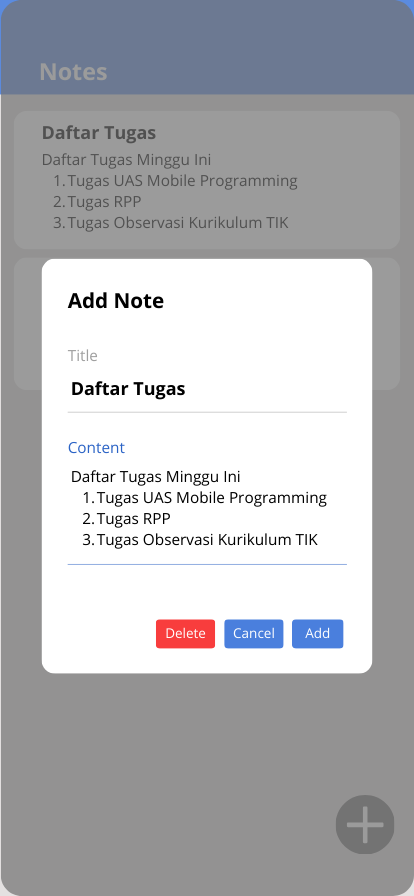 Notes
Daftar Tugas
Daftar Tugas Minggu Ini
1. Tugas UAS Mobile Programming
2. Tugas RPP
3. Tugas Observasi Kurikulum TIK
Add Note
Title
Daftar Tugas
Content
Daftar Tugas Minggu Ini
1. Tugas UAS Mobile Programming
2. Tugas RPP
3. Tugas Observasi Kurikulum TIK
Delete Cancel Add